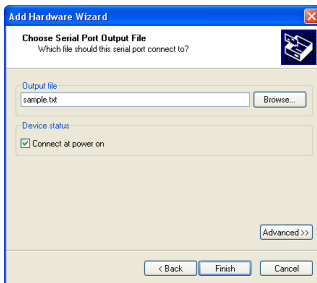 Add Hardware Wizard
Choose Serial Port Output File
Which file should this serial port connect to?
Output file
sample.txt
Browse...
Device status
Connect at power on
Advanced >>
< Back
Finish
Cancel